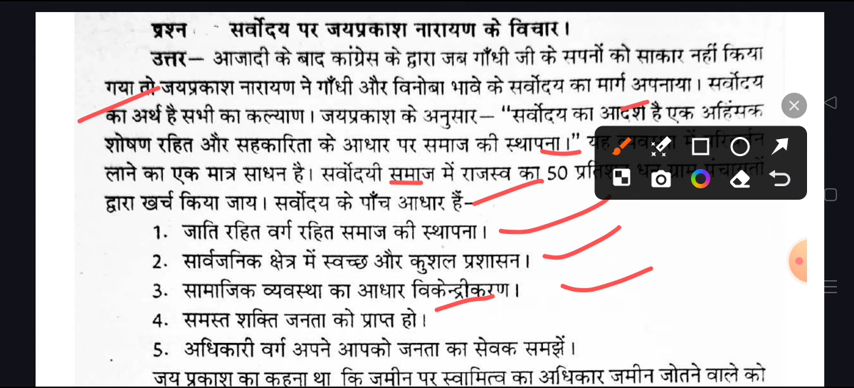 प्रश्न सर्वोदय पर जयप्रकाश नारायण के विचार।
उत्तर— आजादी के बाद कांग्रेस के द्वारा जब गाँधी जी के सपनों को साकार नहीं किया
गया तो जयप्रकाश नारायण ने गाँधी और विनोबा भावे के सर्वोदय का मार्ग अपनाया। सर्वोदय
का अर्थ है सभी का कल्याण। जयप्रकाश के अनुसार— "सर्वोदय का आदर्श है एक अहिंसक
शोषण रहित और सहकारिता के आधार पर समाज की स्थापना।" यह
लाने का एक मात्र साधन है। सर्वोदयी समाज में राजस्व का 50
द्वारा खर्च किया जाय। सर्वोदय के पाँच आधार हैं–
1. जाति रहित वर्ग रहित समाज की स्थापना।
2. सार्वजनिक क्षेत्र में स्वच्छ और कुशल प्रशासन।
3. सामाजिक व्यवस्था का आधार विकेन्द्रीकरण।
4. समस्त शक्ति जनता को प्राप्त हो।
5. अधिकारी वर्ग अपने आपको जनता का सेवक समझें।
जय प्रकाश का कहना था कि जमीन पर स्वामित्व का अधिकार जमीन जोतने वाले को